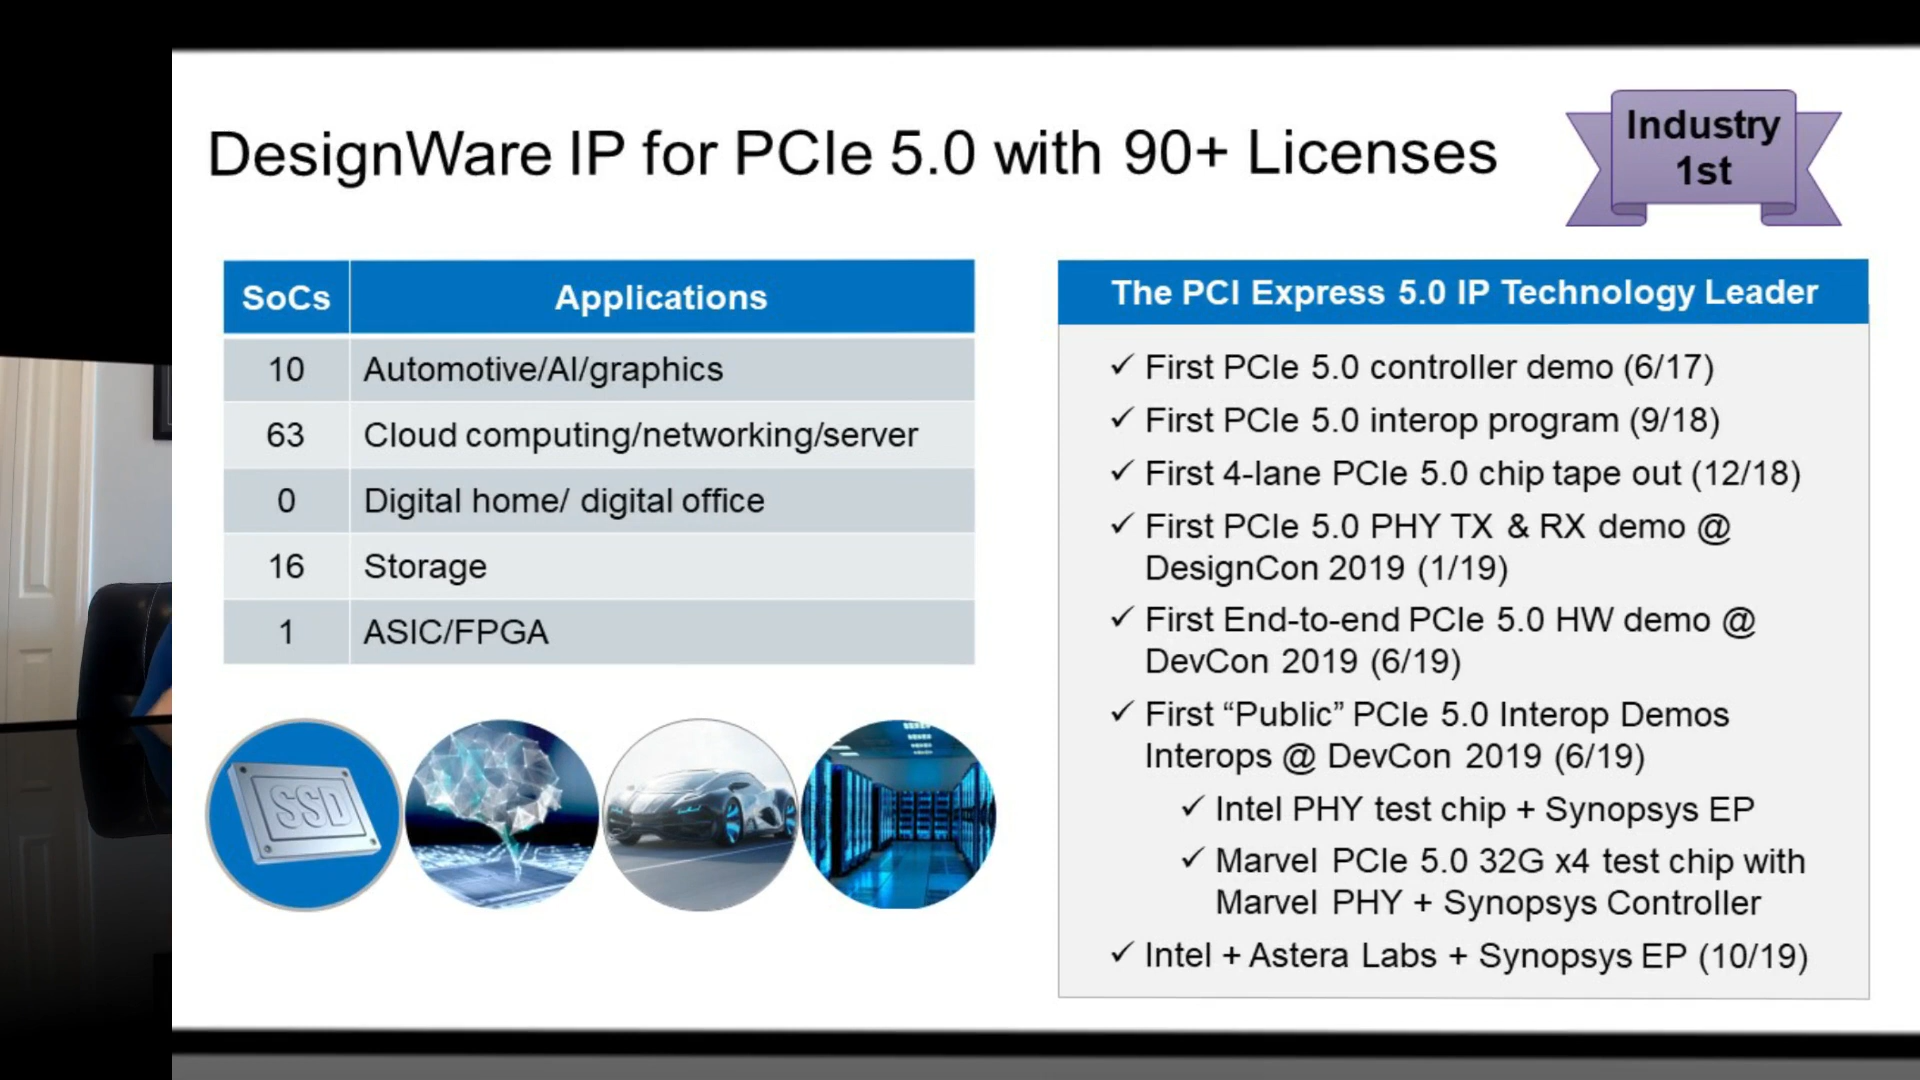 DesignWare IP for PCIe 5.0 with 90+ Licenses
Industry
1st
SoCs Applications
10 Automotive/AI/graphics
63 Cloud computing/networking/server
0 Digital home/ digital office
16 Storage
1 ASIC/FPGA
SSD
The PCI Express 5.0 IP Technology Leader
✓ First PCIe 5.0 controller demo (6/17)
✓ First PCIe 5.0 interop program (9/18)
✓ First 4-lane PCIe 5.0 chip tape out (12/18)
✓ First PCIe 5.0 PHY TX & RX demo @
DesignCon 2019 (1/19)
✓ First End-to-end PCIe 5.0 HW demo @
DevCon 2019 (6/19)
✓ First “Public” PCIe 5.0 Interop Demos
Interops @ DevCon 2019 (6/19)
✓ Intel PHY test chip + Synopsys EP
✓ Marvel PCIe 5.0 32G x4 test chip with
Marvel PHY + Synopsys Controller
✓ Intel + Astera Labs + Synopsys EP (10/19)